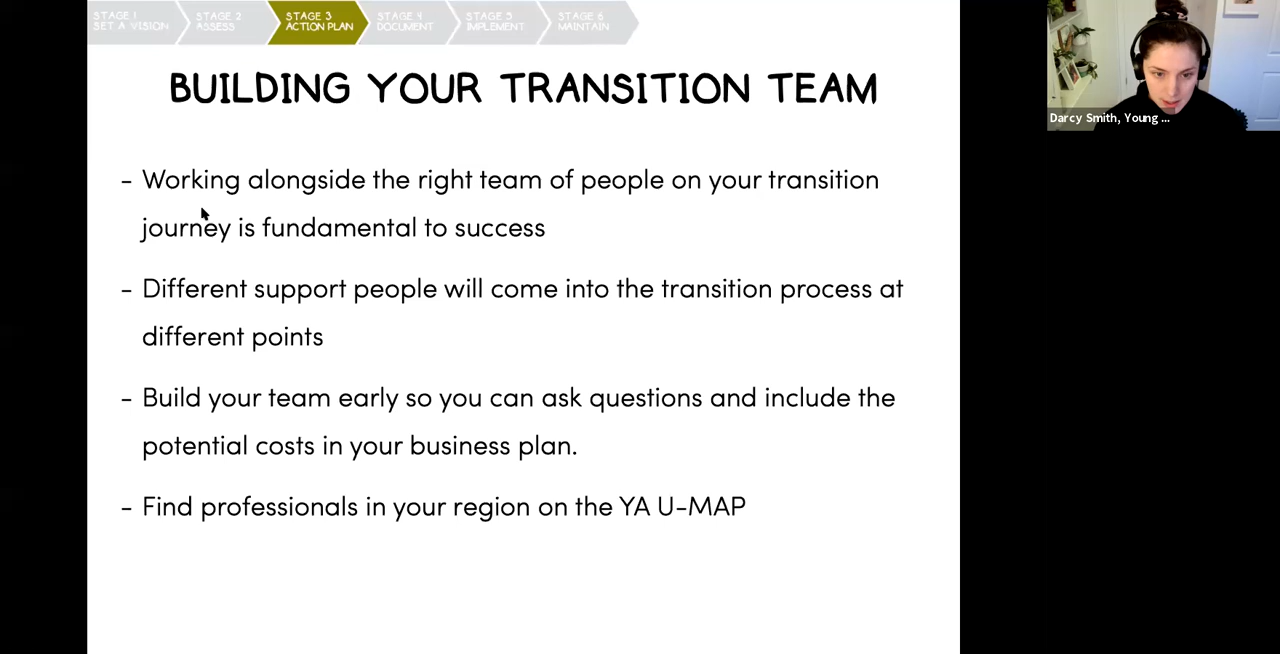 STAGE 1
SET A VISION
STAGE 2
ASSESS
STAGE 3
ACTION PLAN
STAGE 4
DOCUMENT
STAGE 5
IMPLEMENT
STAGE 6
MAINTAIN
BUILDING YOUR TRANSITION TEAM
- Working alongside the right team of people on your transition
journey is fundamental to success
- Different support people will come into the transition process at
different points
- Build your team early so you can ask questions and include the
potential costs in your business plan.
- Find professionals in your region on the YA U-MAP
Darcy Smith, Young ...